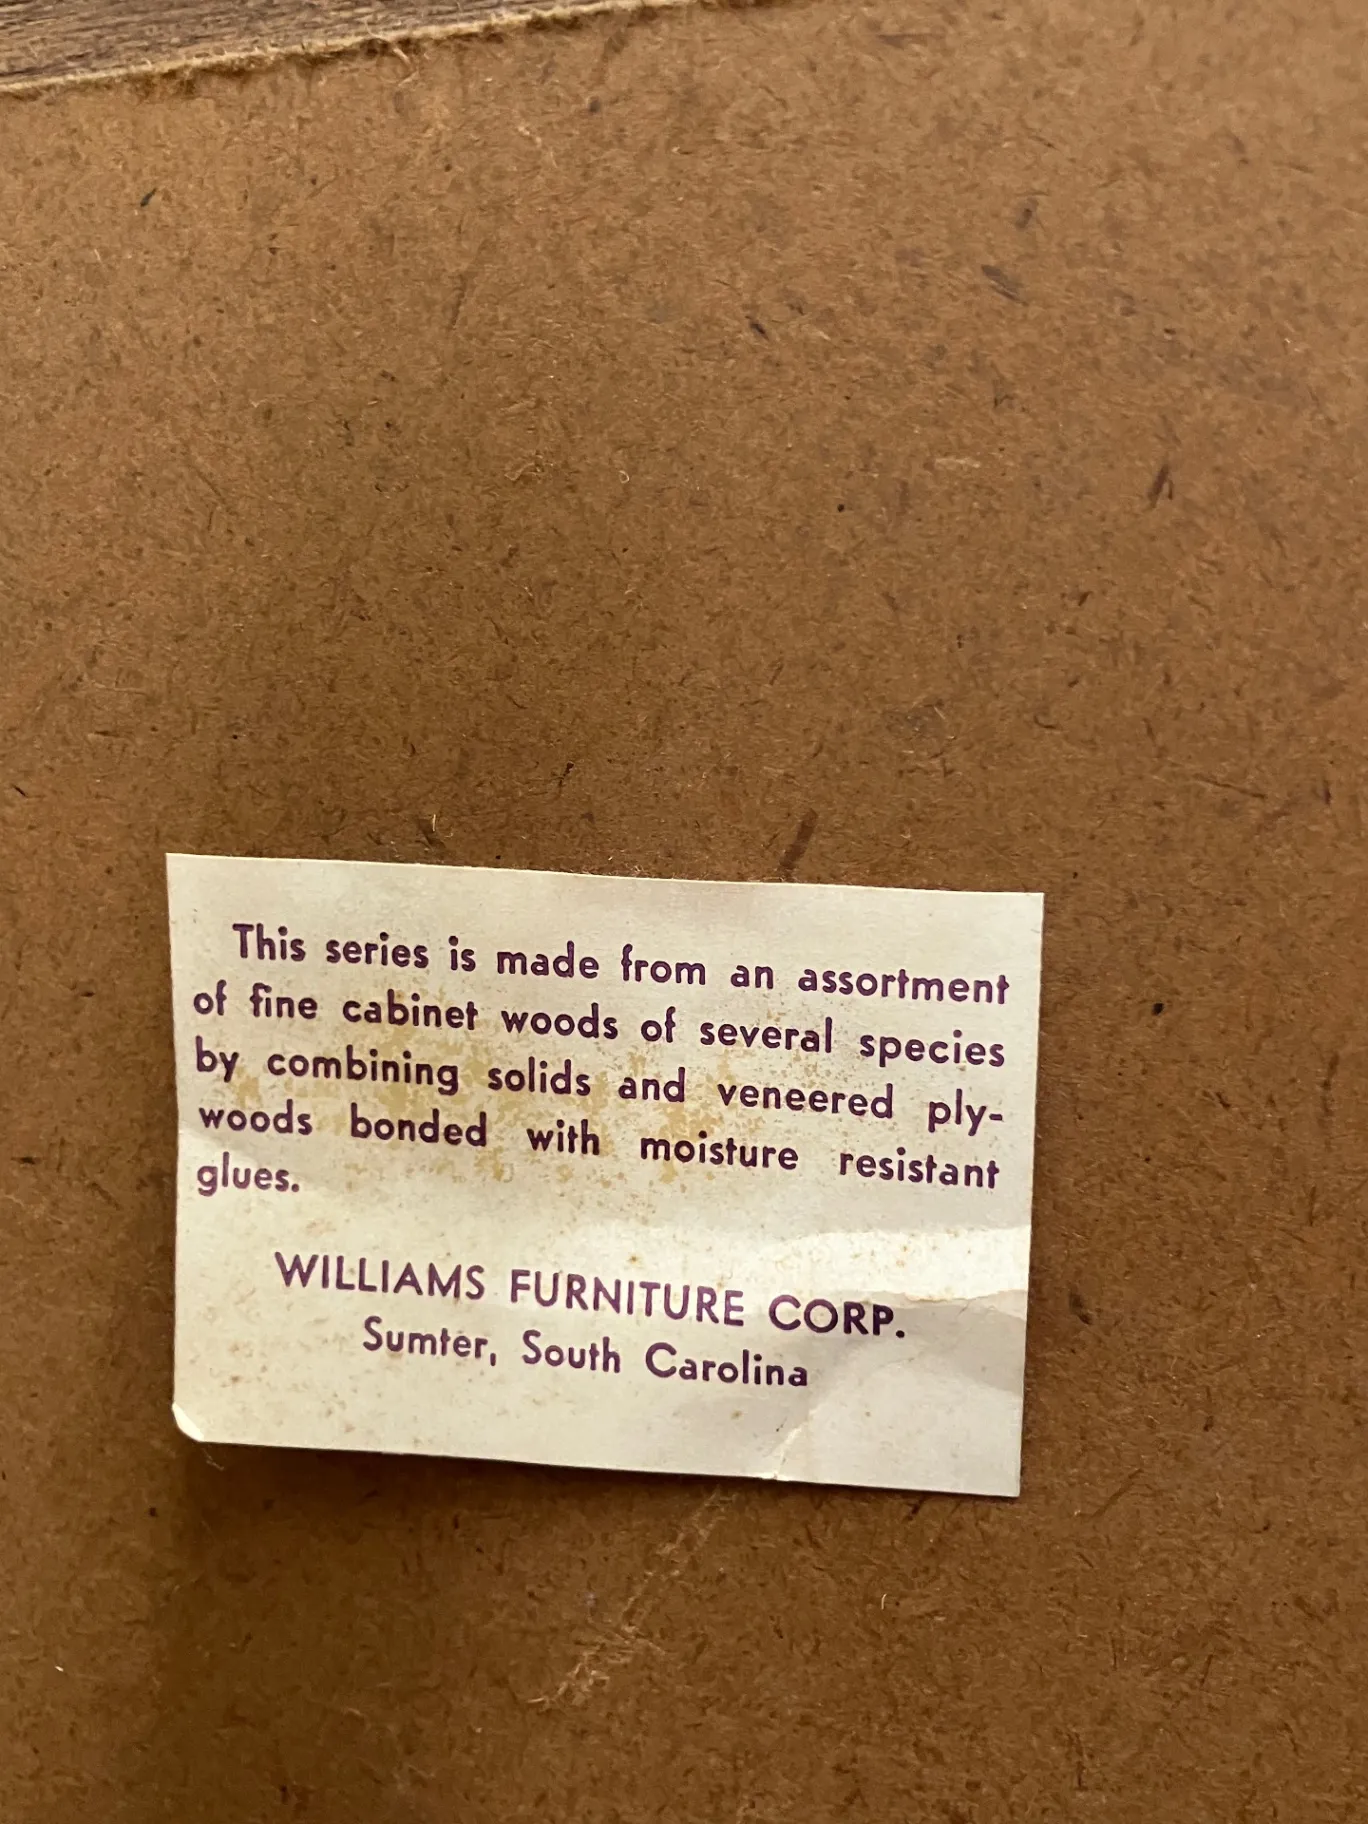 This series is made from an assortment
of fine cabinet woods of several species
by combining solids and veneered ply-
woods bonded with moisture resistant
glues.
WILLIAMS FURNITURE CORP.
Sumter, South Carolina